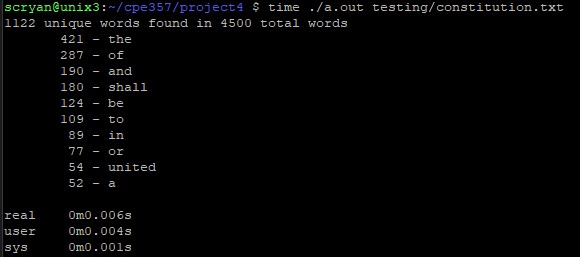 scryan@unix3:~/cpe357/project4 $ time ./a.out testing/constitution.txt
1122 unique words found in 4500 total words
421 - the
287 - of
190 - and
180 - shall
124 - be
109 - to
89 - in
77 - or
54 - united
52 - a
real 0m0.006s
user 0m0.004s
sys 0m0.001s